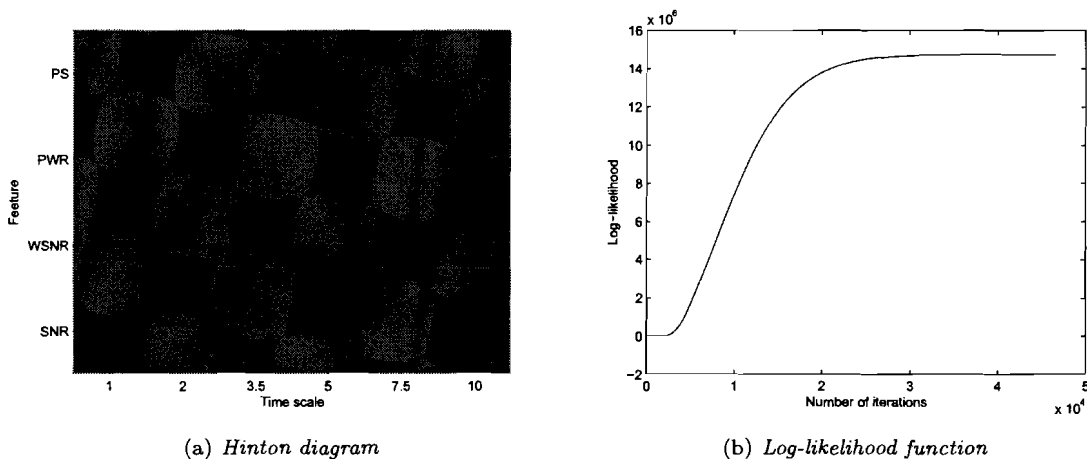 PS
PWR
WSNR
SNR
Feeture
1 2 3.5 5 7.5 10
Time scale
(a) Hinton diagram
x 10⁶
16
14
12
10
8
6
4
2
0
-2
Log-likelihood
0 1 2 3 4 5
Number of iterations
x 10⁴
(b) Log-likelihood function